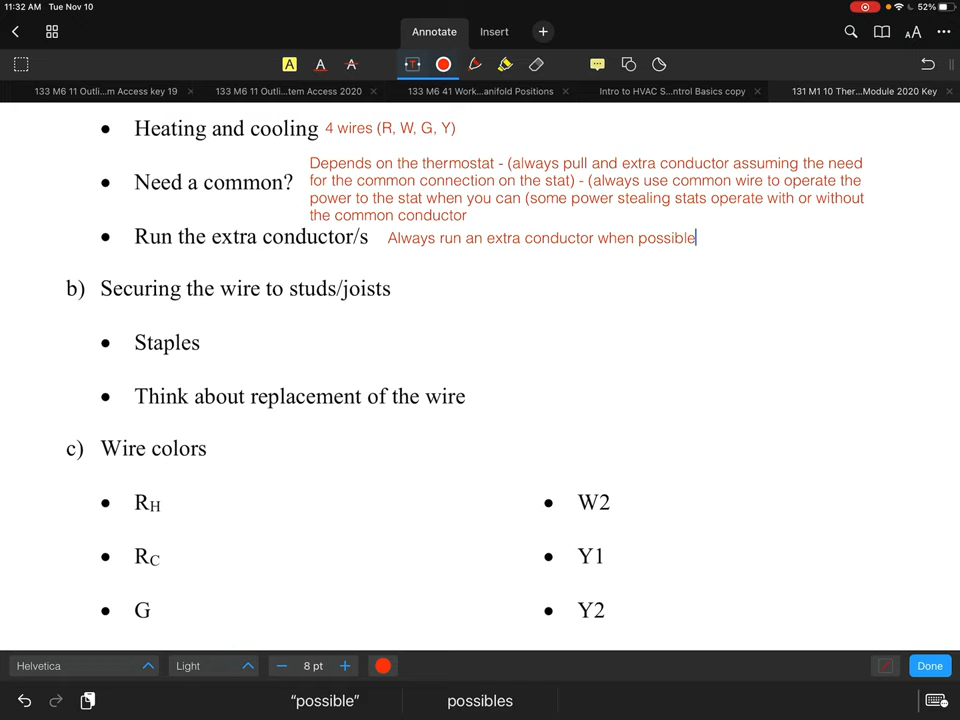 11:32 AM Tue Nov 10
52%
Annotate
Insert
+
AA
A A A
T
133 M6 11 Outli...m Access key 19 ×
133 M6 11 Outli...tem Access 2020 ×
133 M6 41 Work...anifold Positions ×
Intro to HVAC S...ntrol Basics copy ×
131 M1 10 Ther...Module 2020 Key ×
• Heating and cooling 4 wires (R, W, G, Y)
• Need a common? Depends on the thermostat - (always pull and extra conductor assuming the need
for the common connection on the stat) - (always use common wire to operate the
power to the stat when you can (some power stealing stats operate with or without
the common conductor
• Run the extra conductor/s Always run an extra conductor when possible
b) Securing the wire to studs/joists
• Staples
• Think about replacement of the wire
c) Wire colors
• RH
• W2
• RC
• Y1
• G
• Y2
Helvetica
Light
− 8 pt +
Done
“possible”
possibles